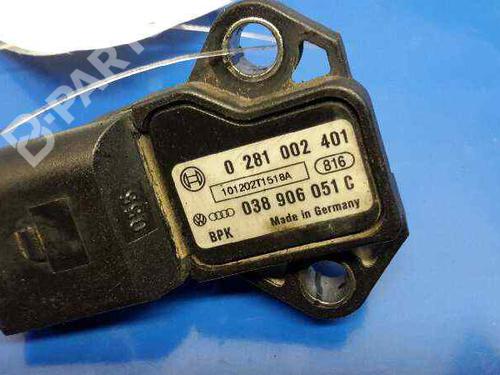 B-PARTS
0 281 002 401
101202T1518A
816
038 906 051 C
BPK
Made in Germany